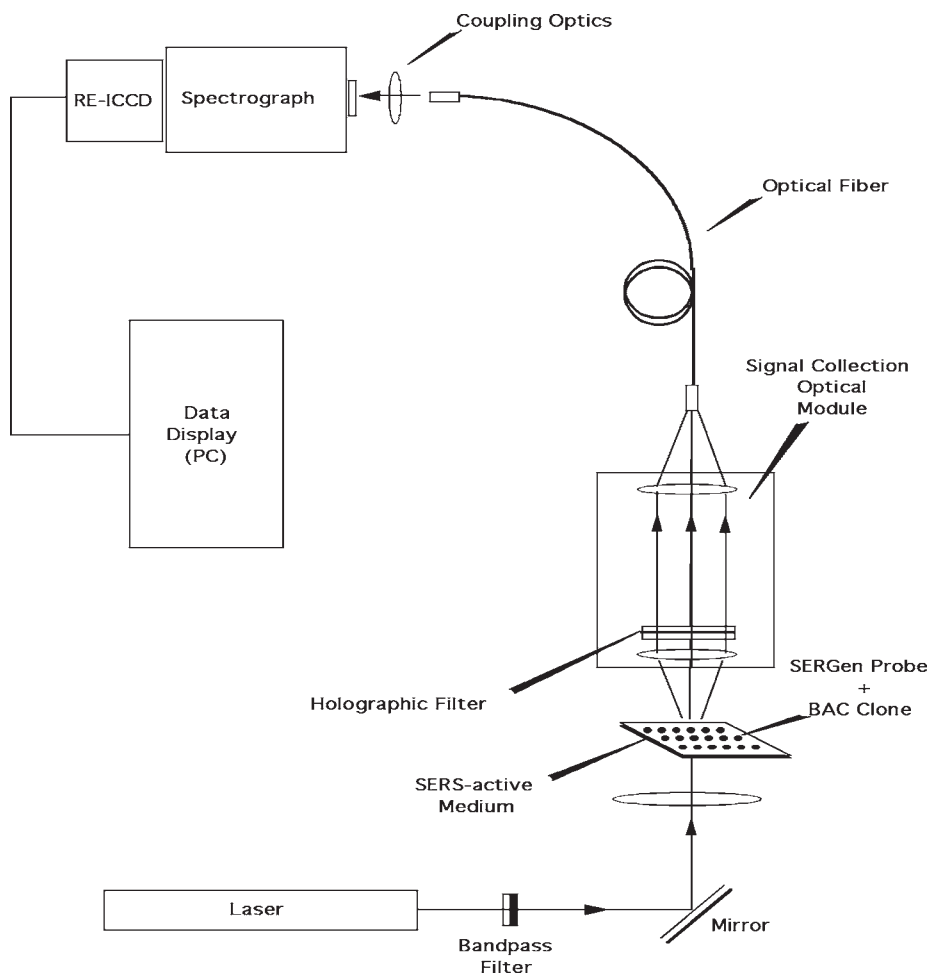 Coupling Optics
RE-ICCD
Spectrograph
Optical Fiber
Signal Collection
Optical
Module
Data
Display
(PC)
SERGen Probe
+
BAC Clone
Holographic Filter
SERS-active
Medium
Laser
Mirror
Bandpass
Filter